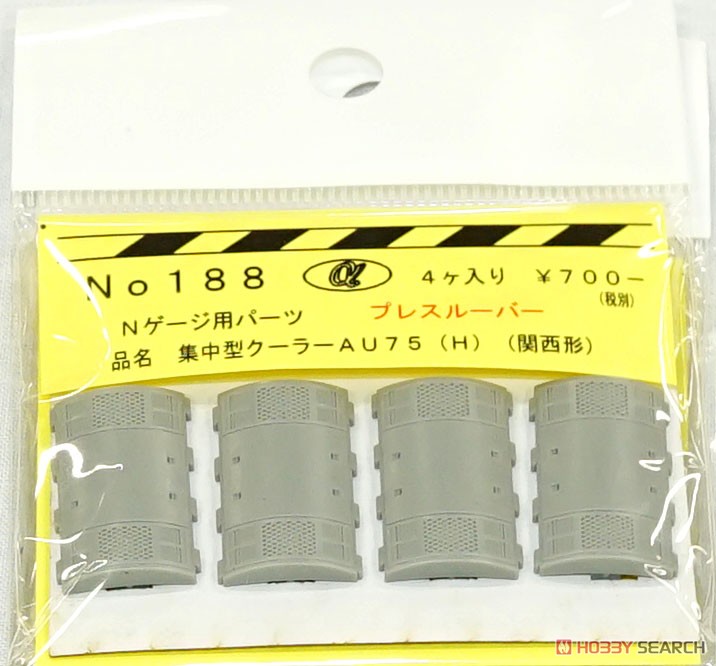 No188 α 4ヶ入り ¥700−
(税別)
Nゲージ用パーツ プレスルーバー
品名 集中型クーラーAU75(H)(関西形)
HOBBY SEARCH